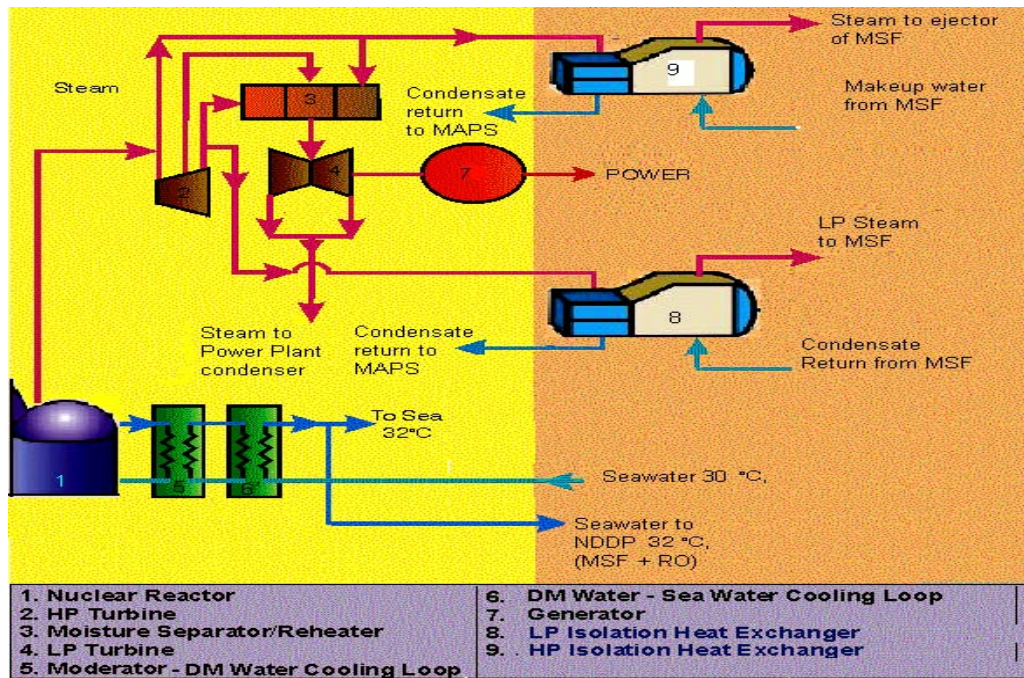 Steam to ejector
of MSF
9
Steam
Condensate
return
to MAPS
Makeup water
from MSF
3
2
4
7
POWER
LP Steam
to MSF
8
Steam to
Power Plant
condenser
Condensate
return to
MAPS
Condensate
Return from MSF
To Sea
32°C
1
5
6
Seawater 30 °C,
Seawater to
NDDP 32 °C,
(MSF + RO)
1. Nuclear Reactor
2. HP Turbine
3. Moisture Separator/Reheater
4. LP Turbine
5. Moderator - DM Water Cooling Loop
6. DM Water - Sea Water Cooling Loop
7. Generator
8. LP Isolation Heat Exchanger
9. HP Isolation Heat Exchanger